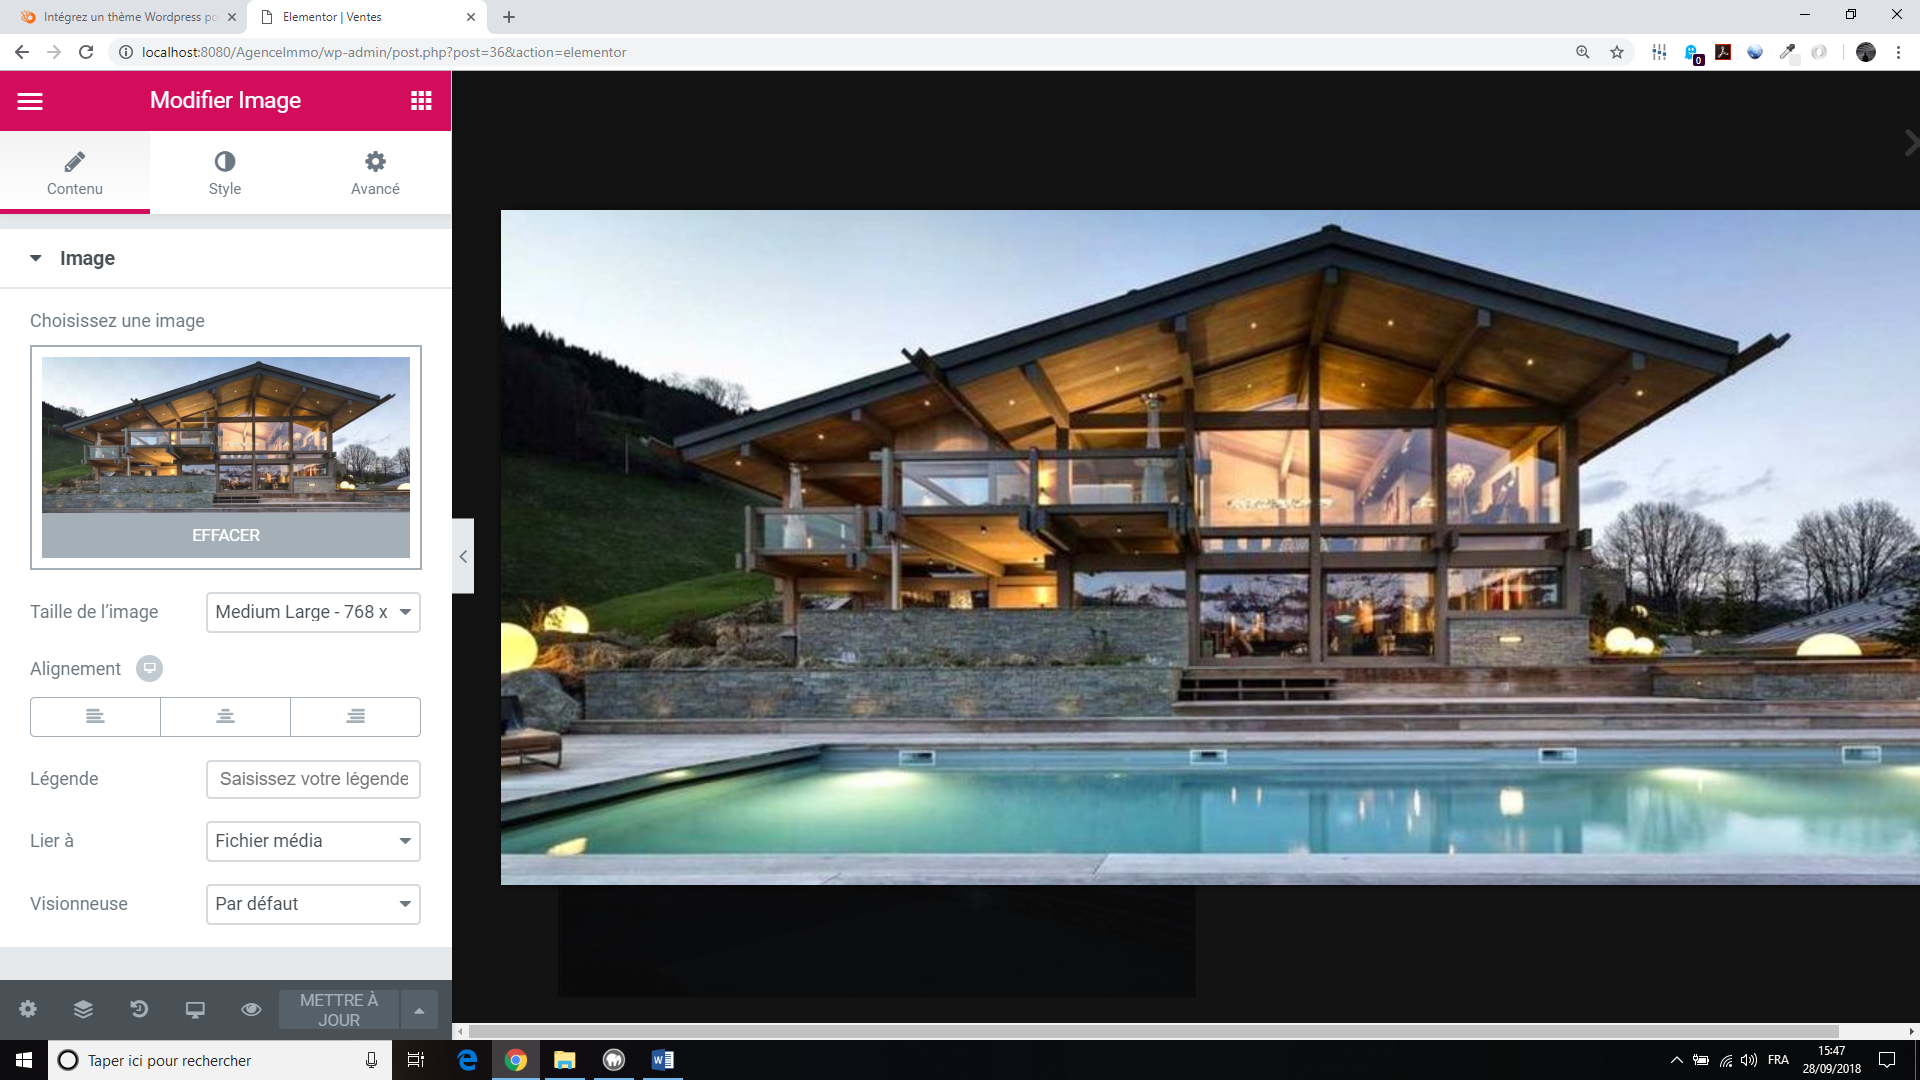 Intégrez un thème Wordpress po
Elementor | Ventes
localhost:8080/AgenceImmo/wp-admin/post.php?post=36&action=elementor
0
Modifier Image
Contenu
Style
Avancé
Image
Choisissez une image
EFFACER
Taille de l’image
Medium Large - 768 x
Alignement
Légende
Saisissez votre légende
Lier à
Fichier média
Visionneuse
Par défaut
METTRE À
JOUR
Taper ici pour rechercher
FRA
15:47
28/09/2018